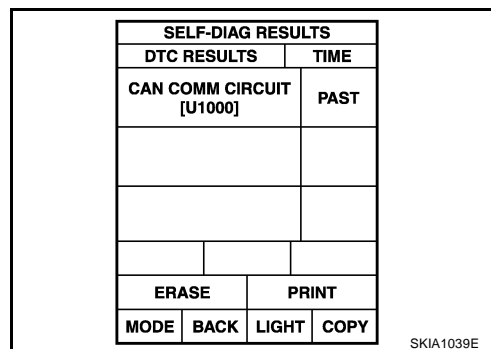 SELF-DIAG RESULTS
DTC RESULTS TIME
CAN COMM CIRCUIT
[U1000] PAST
ERASE PRINT
MODE BACK LIGHT COPY
SKIA1039E